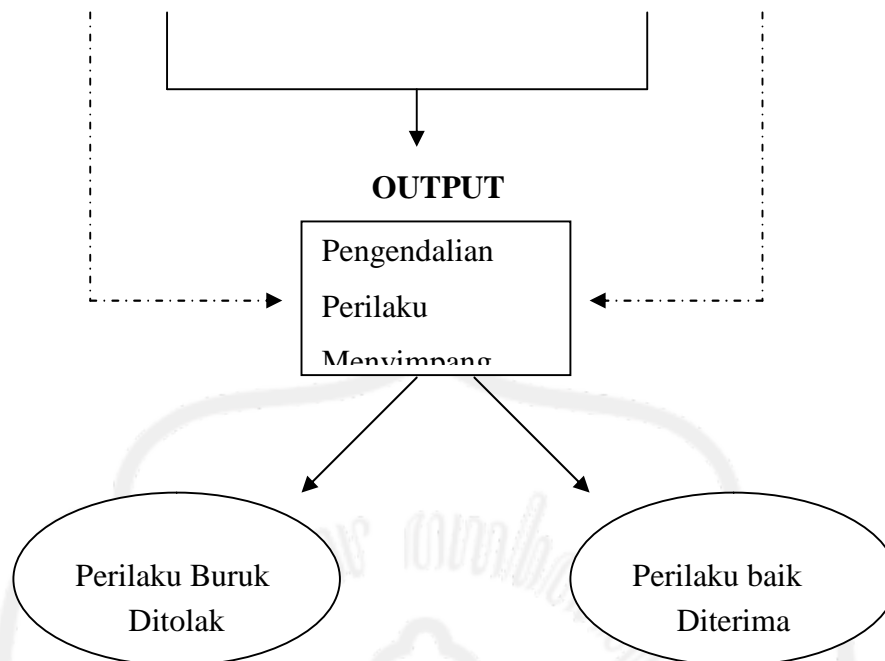 OUTPUT
Pengendalian
Perilaku
Menyimpang
Perilaku Buruk
Ditolak
Perilaku baik
Diterima